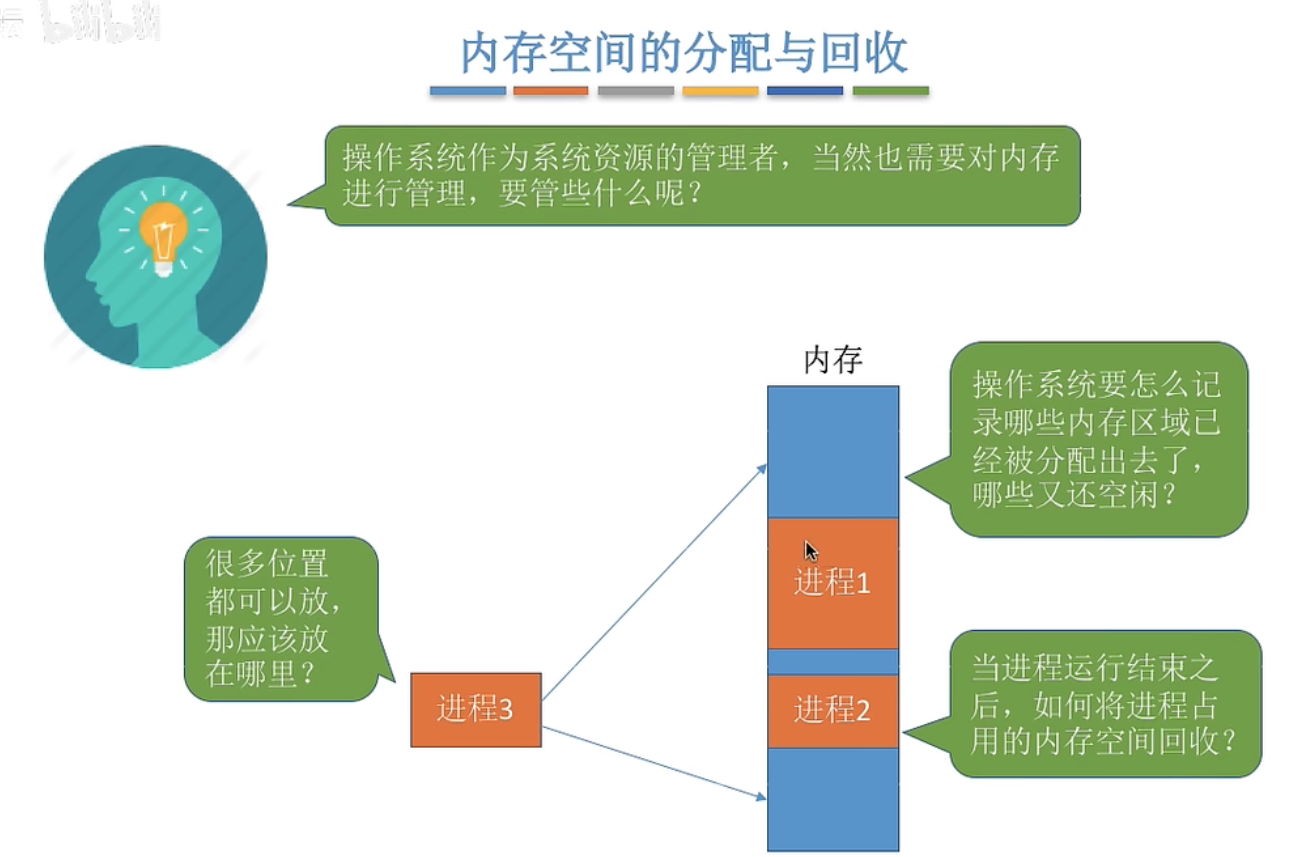 坛 bilibili
内存空间的分配与回收
操作系统作为系统资源的管理者，当然也需要对内存
进行管理，要管些什么呢？
内存
操作系统要怎么记
录哪些内存区域已
经被分配出去了，
哪些又还空闲？
进程1
很多位置
都可以放，
那应该放
在哪里？
进程3
进程2
当进程运行结束之
后，如何将进程占
用的内存空间回收？